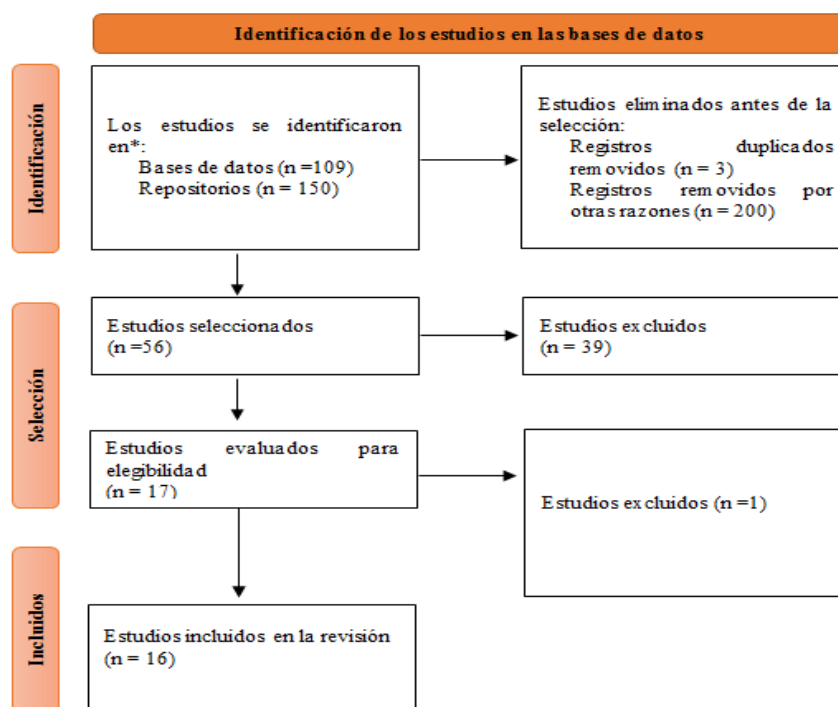 Identificación de los estudios en las bases de datos
Identificación
Los estudios se identificaron
en*:
Bases de datos (n =109)
Repositorios (n = 150)
Estudios eliminados antes de la
selección:
Registros duplicados
removidos (n = 3)
Registros removidos por
otras razones (n = 200)
Selección
Estudios seleccionados
(n =56)
Estudios excluidos
(n = 39)
Estudios evaluados para
elegibilidad
(n = 17)
Estudios excluidos (n =1)
Incluidos
Estudios incluidos en la revisión
(n = 16)